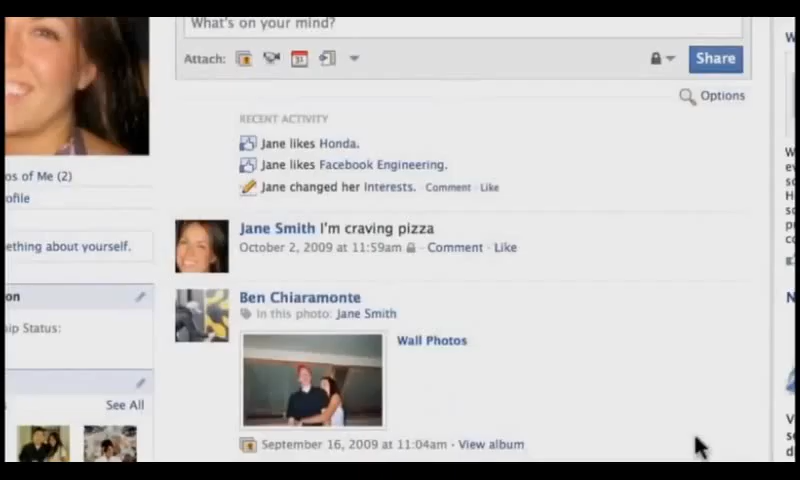 What's on your mind?
Attach: 31 Share
Options
RECENT ACTIVITY
Jane likes Honda.
Jane likes Facebook Engineering.
Jane changed her Interests. · Comment · Like
os of Me (2)
ofile
Jane Smith I'm craving pizza
October 2, 2009 at 11:59am · Comment · Like
ething about yourself.
on
Ben Chiaramonte
In this photo: Jane Smith
ip Status:
Wall Photos
See All
September 16, 2009 at 11:04am · View album